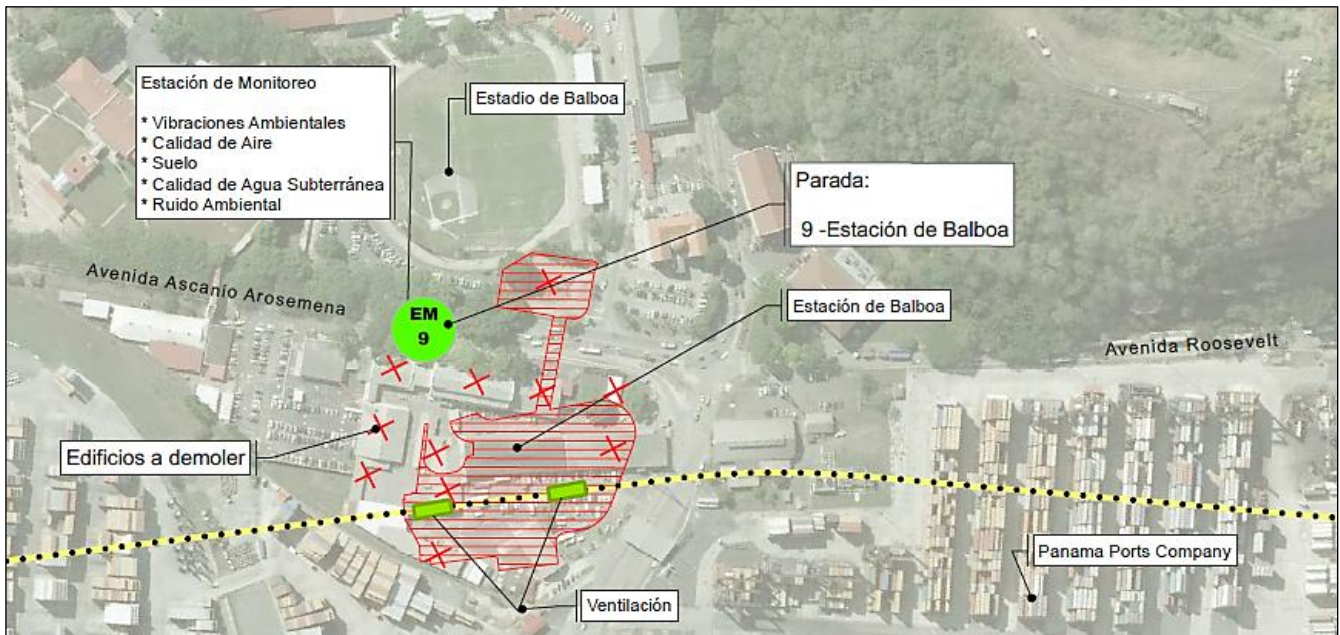 Estación de Monitoreo
* Vibraciones Ambientales
* Calidad de Aire
* Suelo
* Calidad de Agua Subterránea
* Ruido Ambiental
Estadio de Balboa
Parada:
9 -Estación de Balboa
Avenida Ascanio Arosemena
EM
9
Estación de Balboa
Avenida Roosevelt
Edificios a demoler
Panama Ports Company
Ventilación